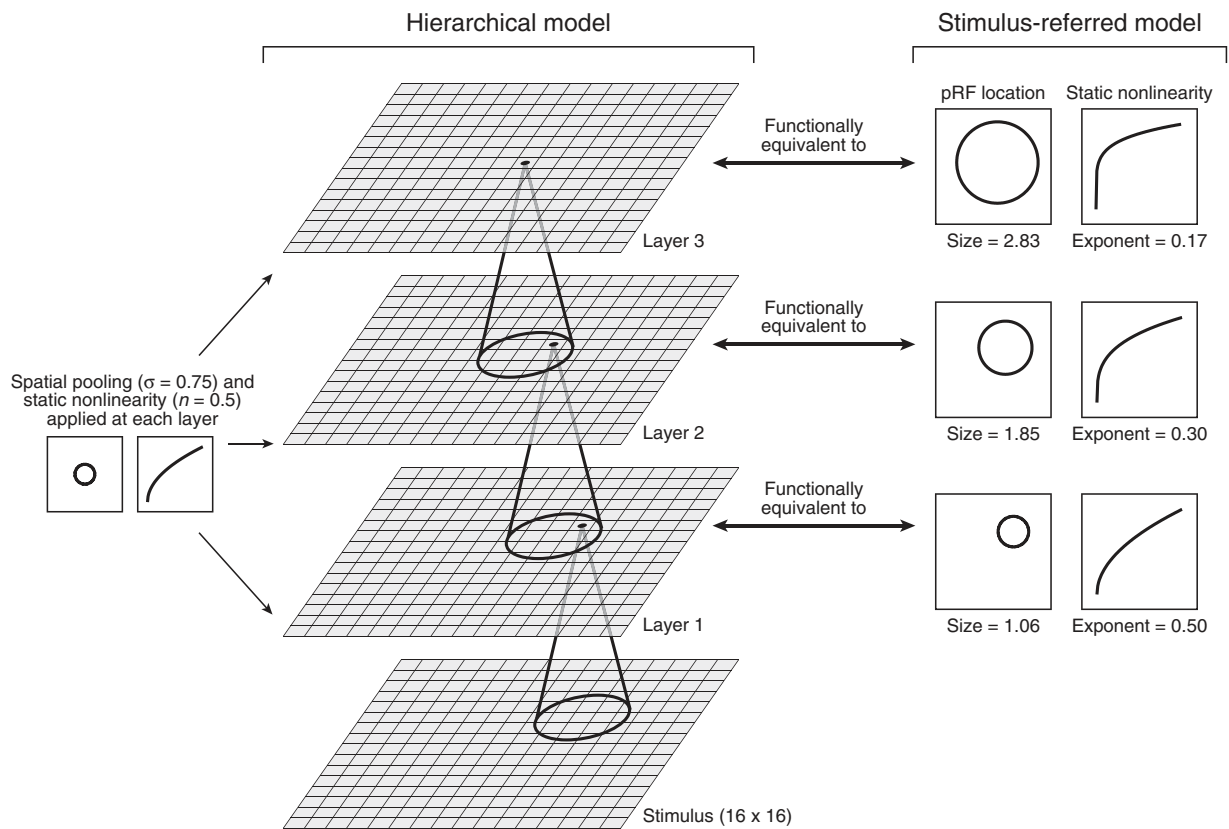 Hierarchical model
Stimulus-referred model
pRF location
Static nonlinearity
Functionally
equivalent to
Layer 3
Size = 2.83
Exponent = 0.17
Functionally
equivalent to
Spatial pooling (σ = 0.75) and
static nonlinearity (n = 0.5)
applied at each layer
Layer 2
Size = 1.85
Exponent = 0.30
Functionally
equivalent to
Layer 1
Size = 1.06
Exponent = 0.50
Stimulus (16 x 16)